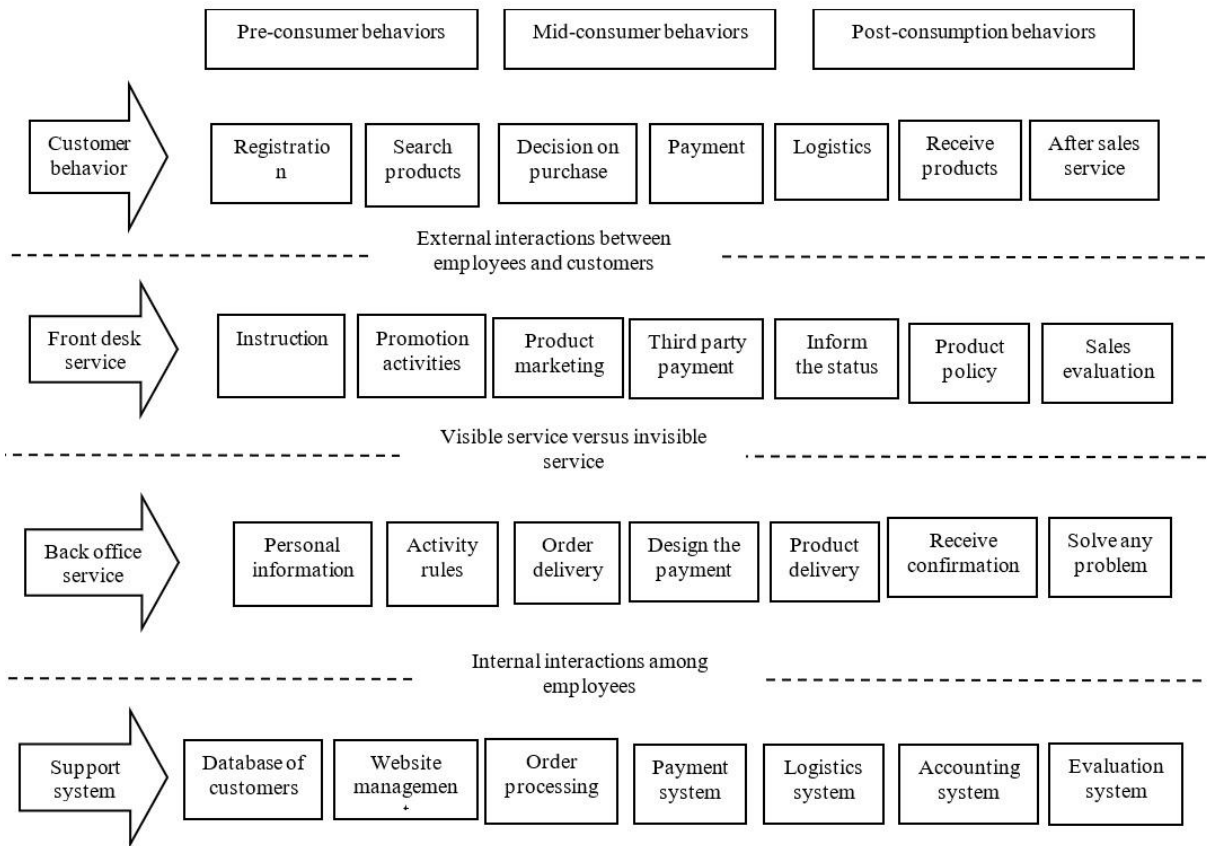 Pre-consumer behaviors
Mid-consumer behaviors
Post-consumption behaviors
Customer
behavior
Registratio
n
Search
products
Decision on
purchase
Payment
Logistics
Receive
products
After sales
service
External interactions between
employees and customers
Front desk
service
Instruction
Promotion
activities
Product
marketing
Third party
payment
Inform
the status
Product
policy
Sales
evaluation
Visible service versus invisible
service
Back office
service
Personal
information
Activity
rules
Order
delivery
Design the
payment
Product
delivery
Receive
confirmation
Solve any
problem
Internal interactions among
employees
Support
system
Database of
customers
Website
managemen
Order
processing
Payment
system
Logistics
system
Accounting
system
Evaluation
system